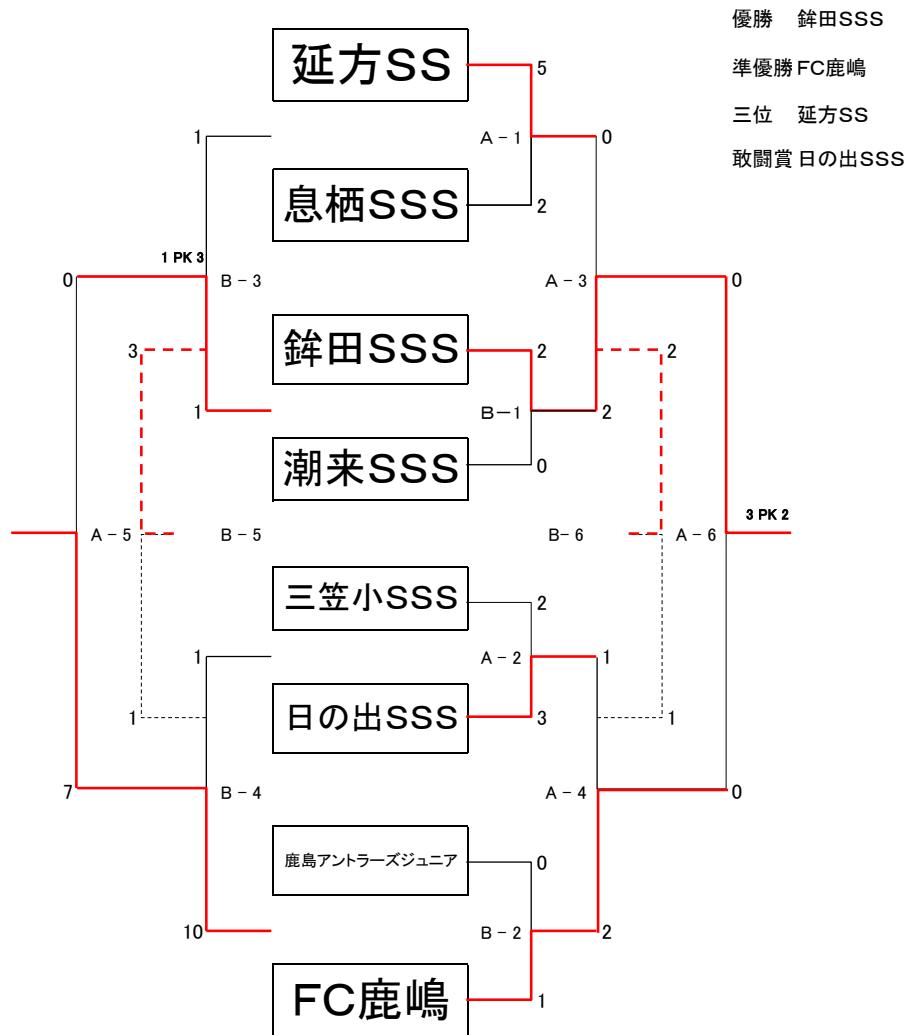 優勝 鉾田SSS
延方SS
5
準優勝 FC鹿嶋
三位 延方SS
1
A-1
0
敢闘賞 日の出SSS
息栖SSS
2
1 PK 3
0
B-3
A-3
0
3
鉾田SSS
2
2
1
B-1
2
潮来SSS
0
3 PK 2
A-5
B-5
B-6
A-6
三笠小SSS
2
1
A-2
1
1
日の出SSS
3
1
7
B-4
A-4
0
鹿島アントラーズジュニア
0
10
B-2
2
FC鹿嶋
1